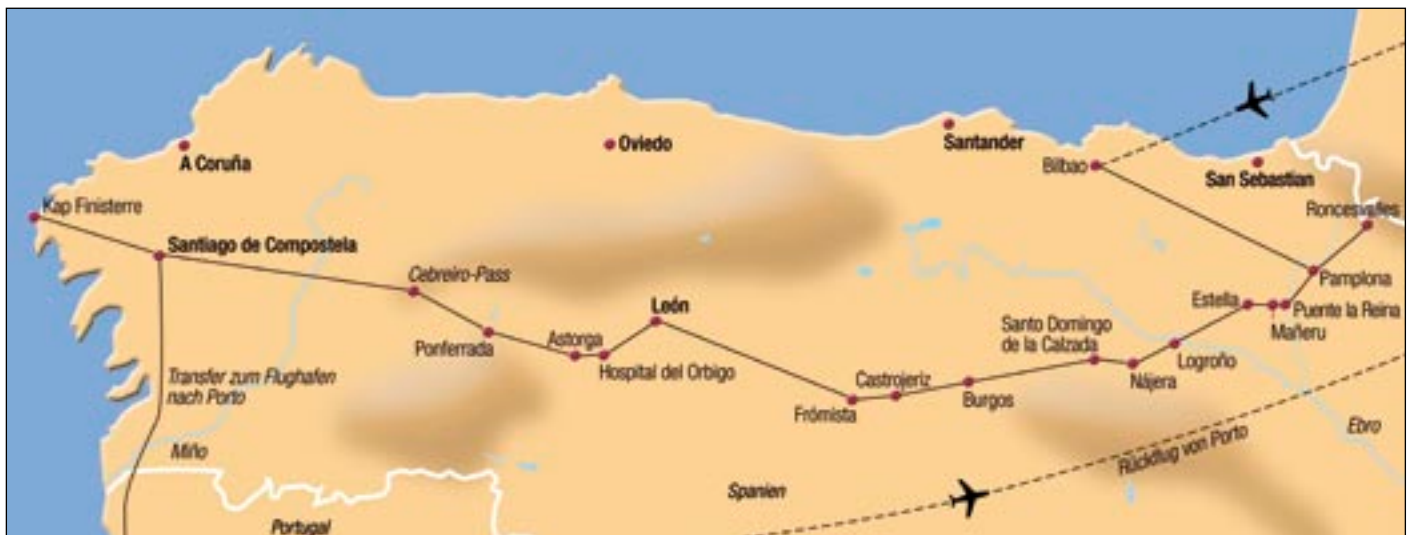 A Coruña
Oviedo
Santander
Bilbao
San Sebastian
Kap Finisterre
Roncesvalles
Santiago de Compostela
Cebreiro-Pass
Pamplona
León
Estella
Puente la Reina
Mañeru
Ponferrada
Astorga
Hospital del Orbigo
Santo Domingo
de la Calzada
Logroño
Nájera
Transfer zum Flughafen
nach Porto
Castrojeriz
Burgos
Frómista
Ebro
Miño
Rückflug von Porto
Spanien
Portugal